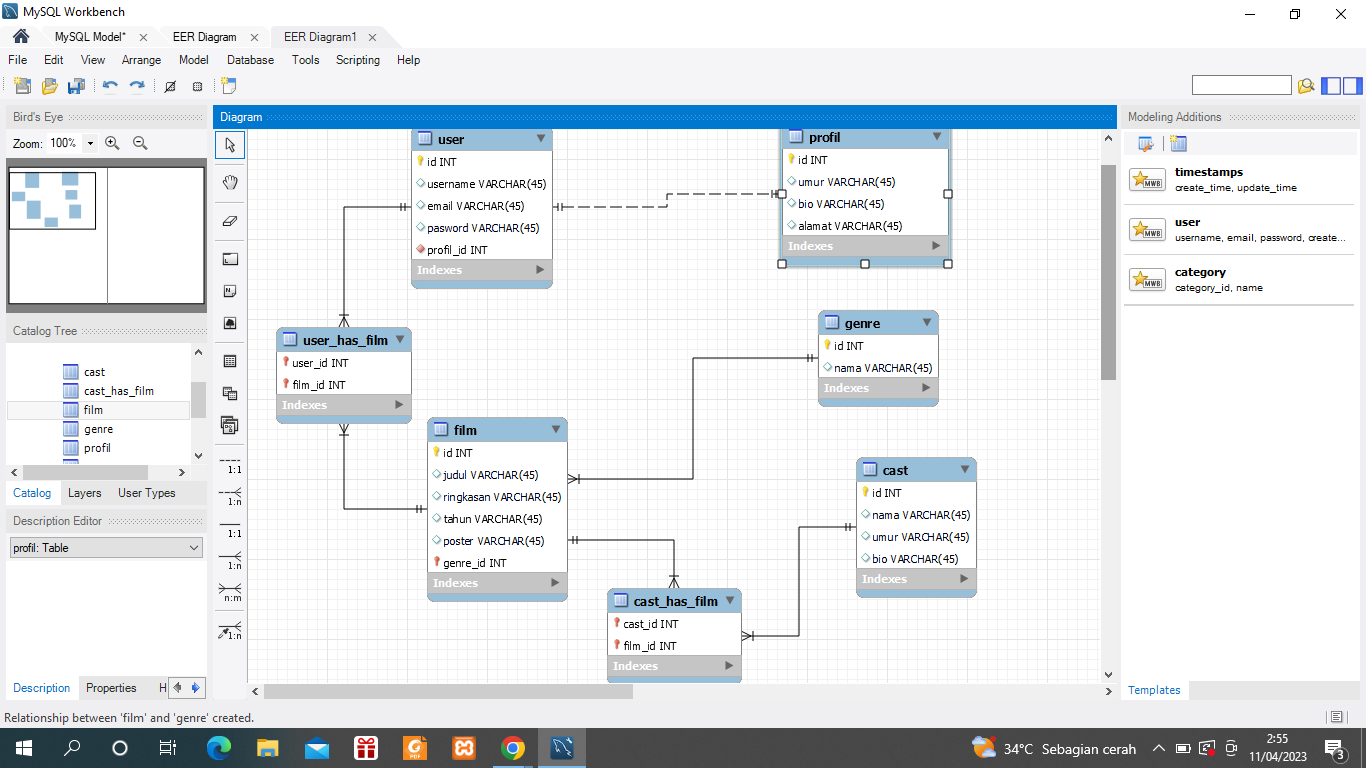 MySQL Workbench
MySQL Model* EER Diagram EER Diagram1
File Edit View Arrange Model Database Tools Scripting Help
Bird's Eye
Zoom: 100%
Catalog Tree
cast
cast_has_film
film
genre
profil
Catalog Layers User Types
Description Editor
profil: Table
Description Properties H
Diagram
1:1
1:n
1:1
1:n
n:m
1:n
user
id INT
username VARCHAR(45)
email VARCHAR(45)
pasword VARCHAR(45)
profil_id INT
Indexes
profil
id INT
umur VARCHAR(45)
bio VARCHAR(45)
alamat VARCHAR(45)
Indexes
user_has_film
user_id INT
film_id INT
Indexes
genre
id INT
nama VARCHAR(45)
Indexes
film
id INT
judul VARCHAR(45)
ringkasan VARCHAR(45)
tahun VARCHAR(45)
poster VARCHAR(45)
genre_id INT
Indexes
cast
id INT
nama VARCHAR(45)
umur VARCHAR(45)
bio VARCHAR(45)
Indexes
cast_has_film
cast_id INT
film_id INT
Indexes
Modeling Additions
MWB
timestamps
create_time, update_time
MWB
user
username, email, password, create...
MWB
category
category_id, name
Templates
Relationship between 'film' and 'genre' created.
PDF
34°C Sebagian cerah
2:55
11/04/2023
3